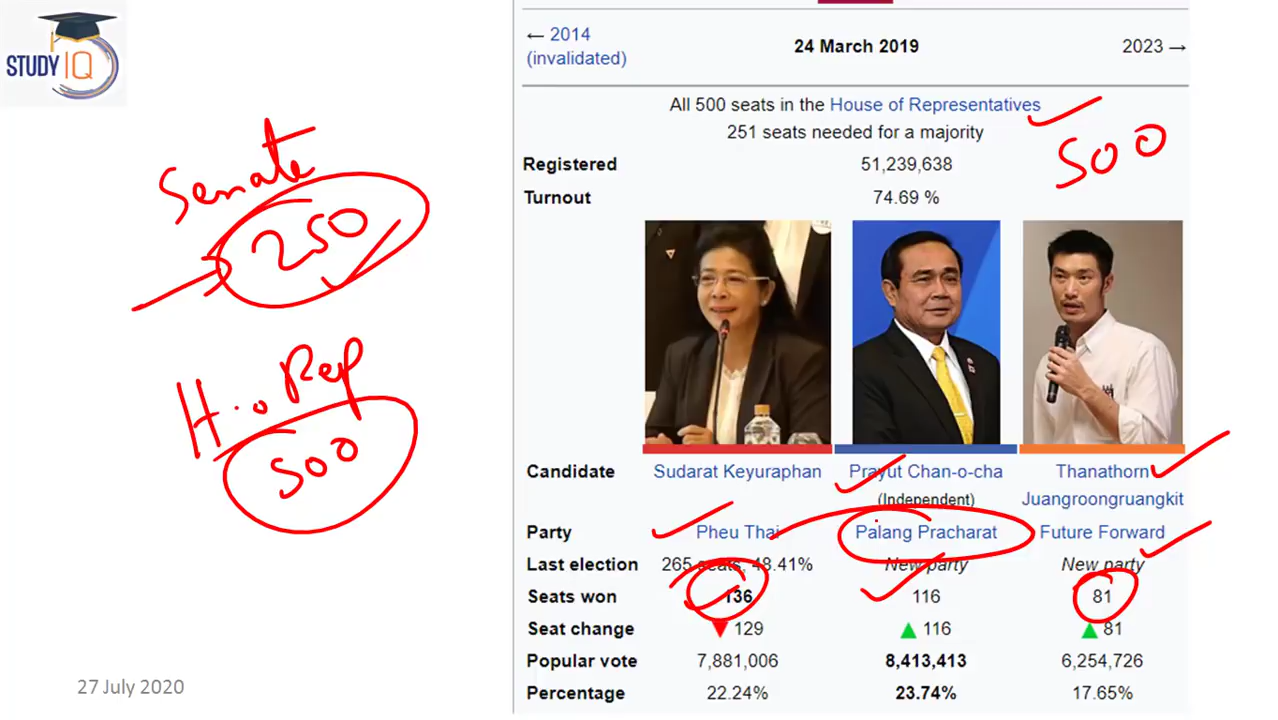 STUDY IQ
← 2014
(invalidated)
24 March 2019
2023 →
All 500 seats in the House of Representatives
251 seats needed for a majority
500
Registered 51,239,638
Turnout 74.69 %
Senate
250
H.o Rep
500
Candidate Sudarat Keyuraphan Prayut Chan-o-cha Thanathorn
(Independent) Juangroongruangkit
Party Pheu Thai Palang Pracharat Future Forward
Last election 265 seats, 48.41% New party New party
Seats won 136 116 81
Seat change ▼ 129 ▲ 116 ▲ 81
Popular vote 7,881,006 8,413,413 6,254,726
Percentage 22.24% 23.74% 17.65%
27 July 2020